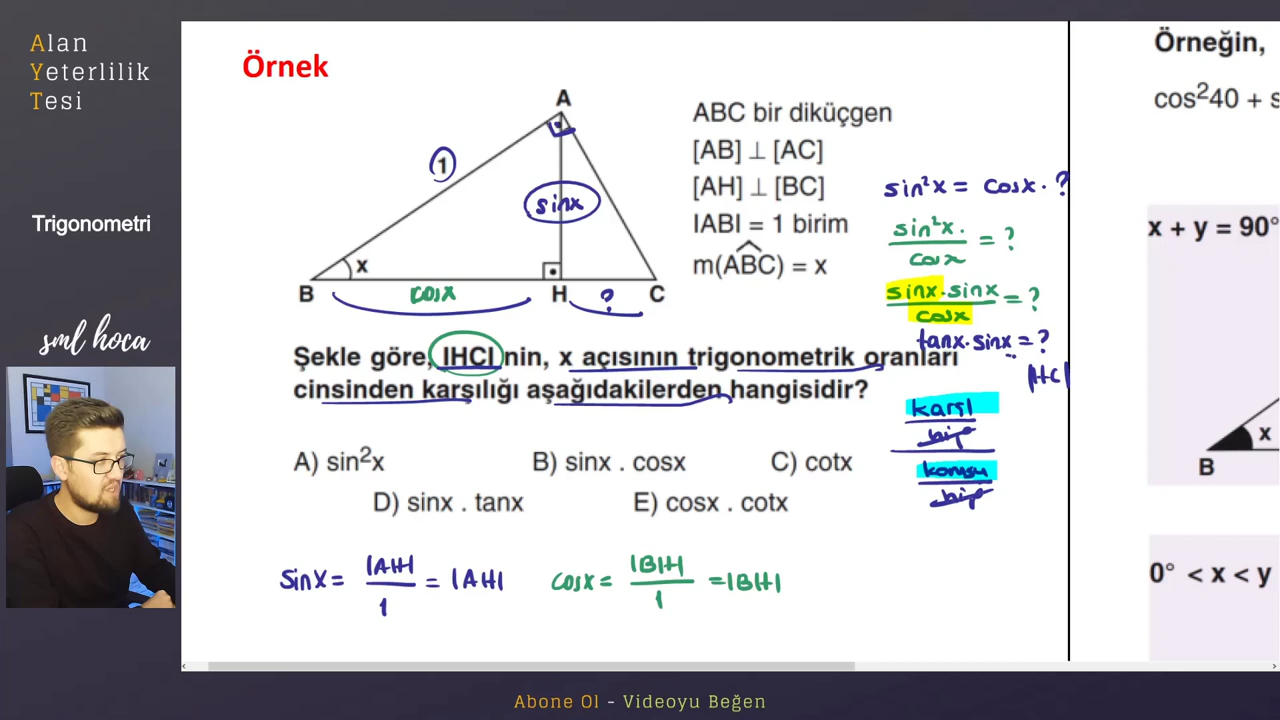 Alan
Yeterlilik
Tesi
Trigonometri
sml hoca
Örnek
A
1
sinx
x
B
cosx
H
?
C
ABC bir diküçgen
[AB] ⊥ [AC]
[AH] ⊥ [BC]
IABI = 1 birim
m(ABC) = x
sin²x = cosx . ?
sin²x .
cosx
= ?
sinx . sinx
cosx
= ?
tanx . sinx = ?
|HC|
karşı
hip
komşu
hip
Şekle göre, IHCI nin, x açısının trigonometrik oranları
cinsinden karşılığı aşağıdakilerden hangisidir?
A) sin²x
B) sinx . cosx
C) cotx
D) sinx . tanx
E) cosx . cotx
sinx = |AH| / 1 = |AH|
cosx = |BH| / 1 = |BH|
Örneğin,
cos²40 + s
x + y = 90°
x
B
0° < x < y
Abone Ol - Videoyu Beğen